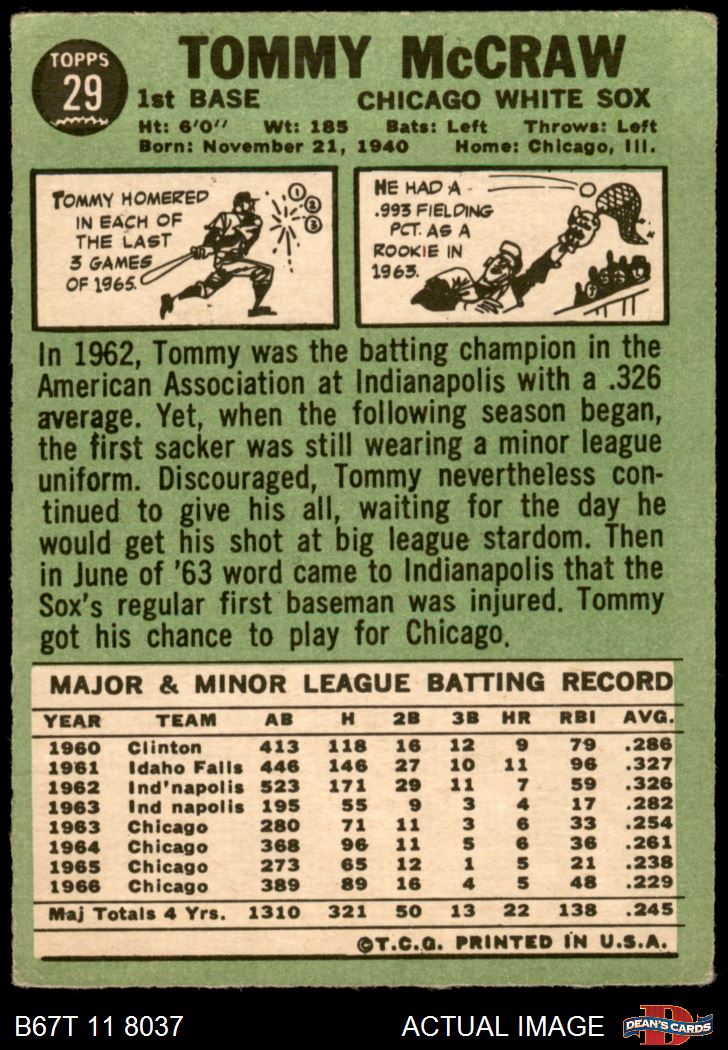 TOPPS
29
TOMMY McCRAW
1st BASE CHICAGO WHITE SOX
Ht: 6'0" Wt: 185 Bats: Left Throws: Left
Born: November 21, 1940 Home: Chicago, Ill.
TOMMY HOMERED
IN EACH OF
THE LAST
3 GAMES
OF 1965.
1
2
3
HE HAD A
.993 FIELDING
PCT. AS A
ROOKIE IN
1963.
In 1962, Tommy was the batting champion in the
American Association at Indianapolis with a .326
average. Yet, when the following season began,
the first sacker was still wearing a minor league
uniform. Discouraged, Tommy nevertheless con-
tinued to give his all, waiting for the day he
would get his shot at big league stardom. Then
in June of '63 word came to Indianapolis that the
Sox's regular first baseman was injured. Tommy
got his chance to play for Chicago.
MAJOR & MINOR LEAGUE BATTING RECORD
YEAR TEAM AB H 2B 3B HR RBI AVG.
1960 Clinton 413 118 16 12 9 79 .286
1961 Idaho Falls 446 146 27 10 11 96 .327
1962 Ind'napolis 523 171 29 11 7 59 .326
1963 Ind napolis 195 55 9 3 4 17 .282
1963 Chicago 280 71 11 3 6 33 .254
1964 Chicago 368 96 11 5 6 36 .261
1965 Chicago 273 65 12 1 5 21 .238
1966 Chicago 389 89 16 4 5 48 .229
Maj Totals 4 Yrs. 1310 321 50 13 22 138 .245
©T.C.G. PRINTED IN U.S.A.
B67T 11 8037 ACTUAL IMAGE
D
DEAN'S CARDS